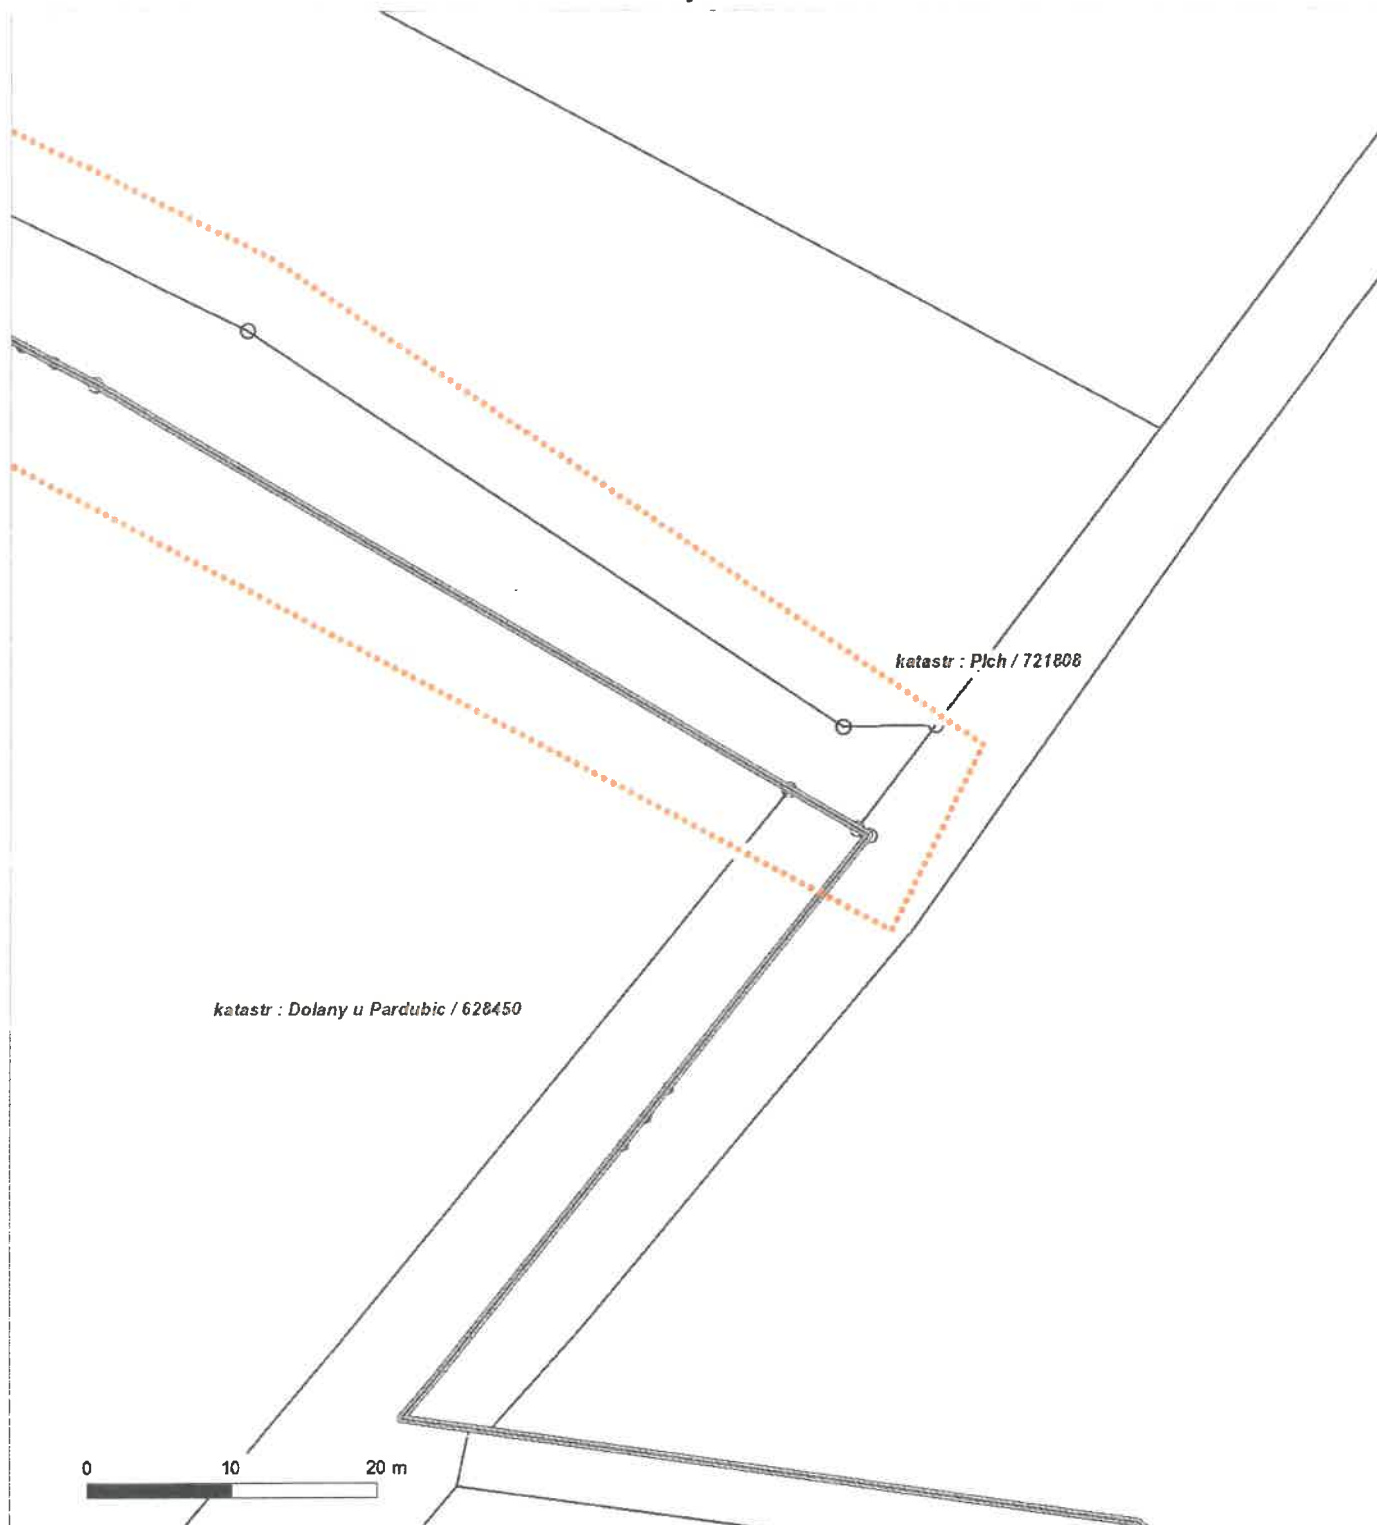 katastr : Plch / 721808
katastr : Dolany u Pardubic / 628450
0 10 20 m